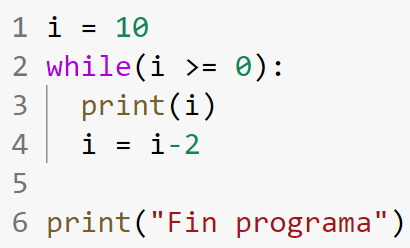 1 i = 10
2 while(i >= 0):
3   print(i)
4   i = i-2
5
6 print("Fin programa")